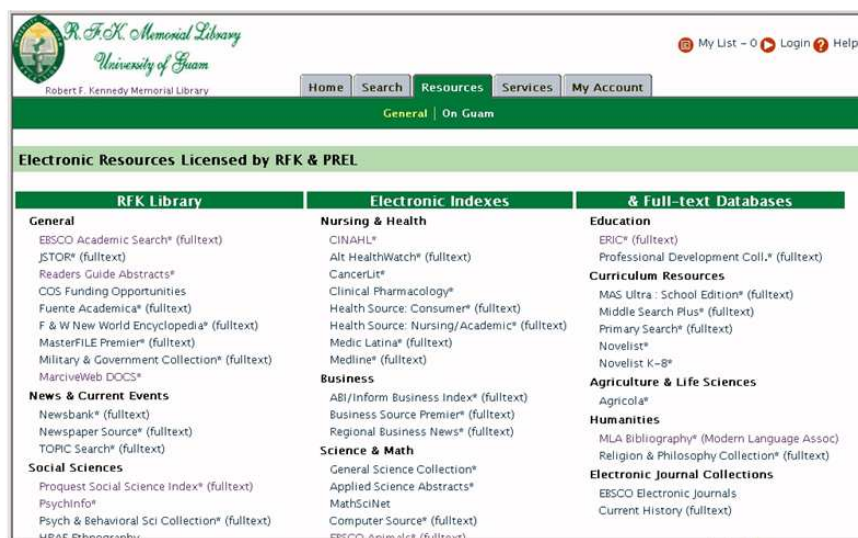 R.F.K. Memorial Library
University of Guam
Robert F. Kennedy Memorial Library
My List - 0 Login Help
Home Search Resources Services My Account
General | On Guam
Electronic Resources Licensed by RFK & PREL
RFK Library
General
EBSCO Academic Search* (fulltext)
JSTOR* (fulltext)
Readers Guide Abstracts*
COS Funding Opportunities
Fuente Academica* (fulltext)
F & W New World Encyclopedia* (fulltext)
MasterFILE Premier* (fulltext)
Military & Government Collection* (fulltext)
MarciveWeb DOCS*
News & Current Events
Newsbank* (fulltext)
Newspaper Source* (fulltext)
TOPIC Search* (fulltext)
Social Sciences
Proquest Social Science Index* (fulltext)
PsychInfo*
Psych & Behavioral Sci Collection* (fulltext)
HRAF Ethnography
Electronic Indexes
Nursing & Health
CINAHL*
Alt HealthWatch* (fulltext)
CancerLit*
Clinical Pharmacology*
Health Source: Consumer* (fulltext)
Health Source: Nursing/Academic* (fulltext)
Medic Latina* (fulltext)
Medline* (fulltext)
Business
ABI/Inform Business Index* (fulltext)
Business Source Premier* (fulltext)
Regional Business News* (fulltext)
Science & Math
General Science Collection*
Applied Science Abstracts*
MathSciNet
Computer Source* (fulltext)
EBSCO Animals* (fulltext)
& Full-text Databases
Education
ERIC* (fulltext)
Professional Development Coll.* (fulltext)
Curriculum Resources
MAS Ultra : School Edition* (fulltext)
Middle Search Plus* (fulltext)
Primary Search* (fulltext)
Novelist*
Novelist K-8*
Agriculture & Life Sciences
Agricola*
Humanities
MLA Bibliography* (Modern Language Assoc)
Religion & Philosophy Collection* (fulltext)
Electronic Journal Collections
EBSCO Electronic Journals
Current History (fulltext)